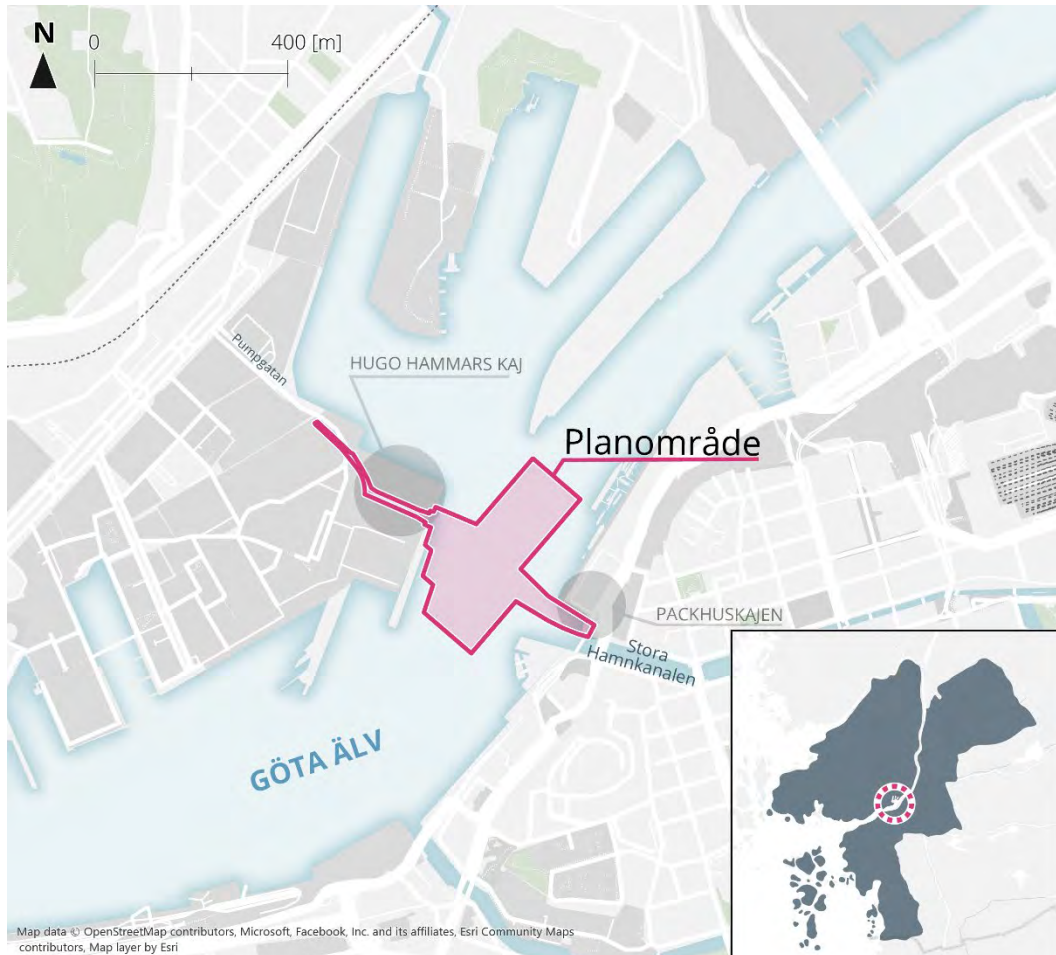 N
0 400 [m]
Pumpgatan
HUGO HAMMARS KAJ
Planområde
PACKHUSKAJEN
Stora
Hamnkanalen
GÖTA ÄLV
Map data © OpenStreetMap contributors, Microsoft, Facebook, Inc. and its affiliates, Esri Community Maps
contributors, Map layer by Esri